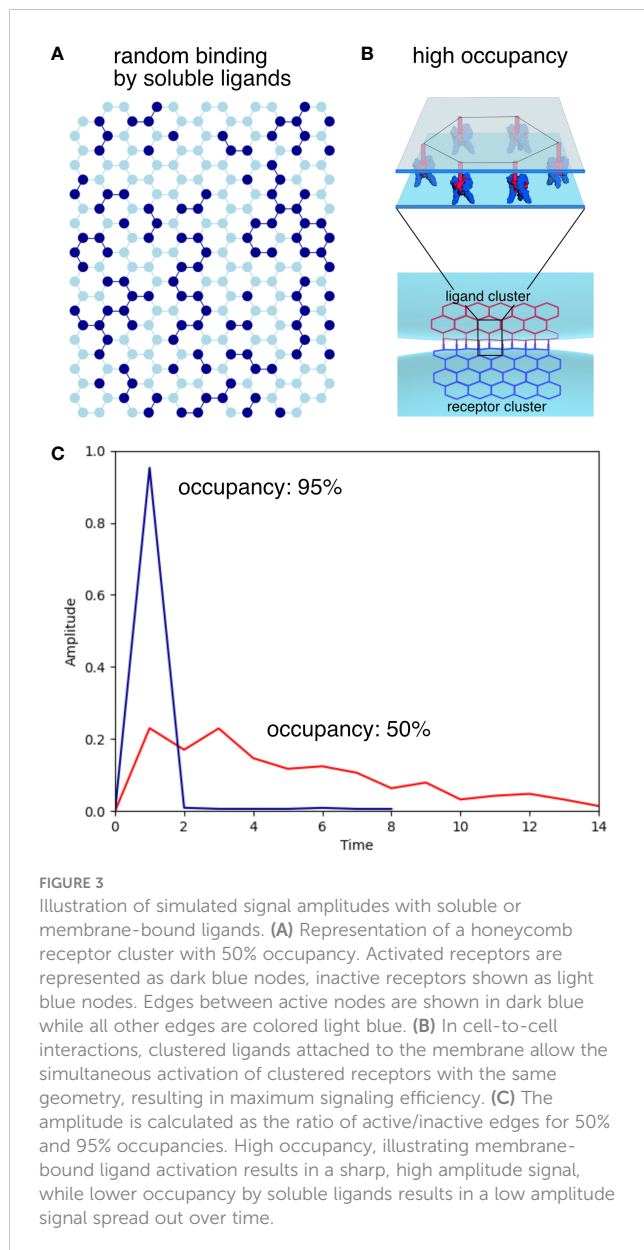 A
random binding
by soluble ligands
B
high occupancy
ligand cluster
receptor cluster
C
1.0
0.8
0.6
0.4
0.2
0.0
Amplitude
occupancy: 95%
occupancy: 50%
0 2 4 6 8 10 12 14
Time
FIGURE 3
Illustration of simulated signal amplitudes with soluble or
membrane-bound ligands. (A) Representation of a honeycomb
receptor cluster with 50% occupancy. Activated receptors are
represented as dark blue nodes, inactive receptors shown as light
blue nodes. Edges between active nodes are shown in dark blue
while all other edges are colored light blue. (B) In cell-to-cell
interactions, clustered ligands attached to the membrane allow the
simultaneous activation of clustered receptors with the same
geometry, resulting in maximum signaling efficiency. (C) The
amplitude is calculated as the ratio of active/inactive edges for 50%
and 95% occupancies. High occupancy, illustrating membrane-
bound ligand activation results in a sharp, high amplitude signal,
while lower occupancy by soluble ligands results in a low amplitude
signal spread out over time.